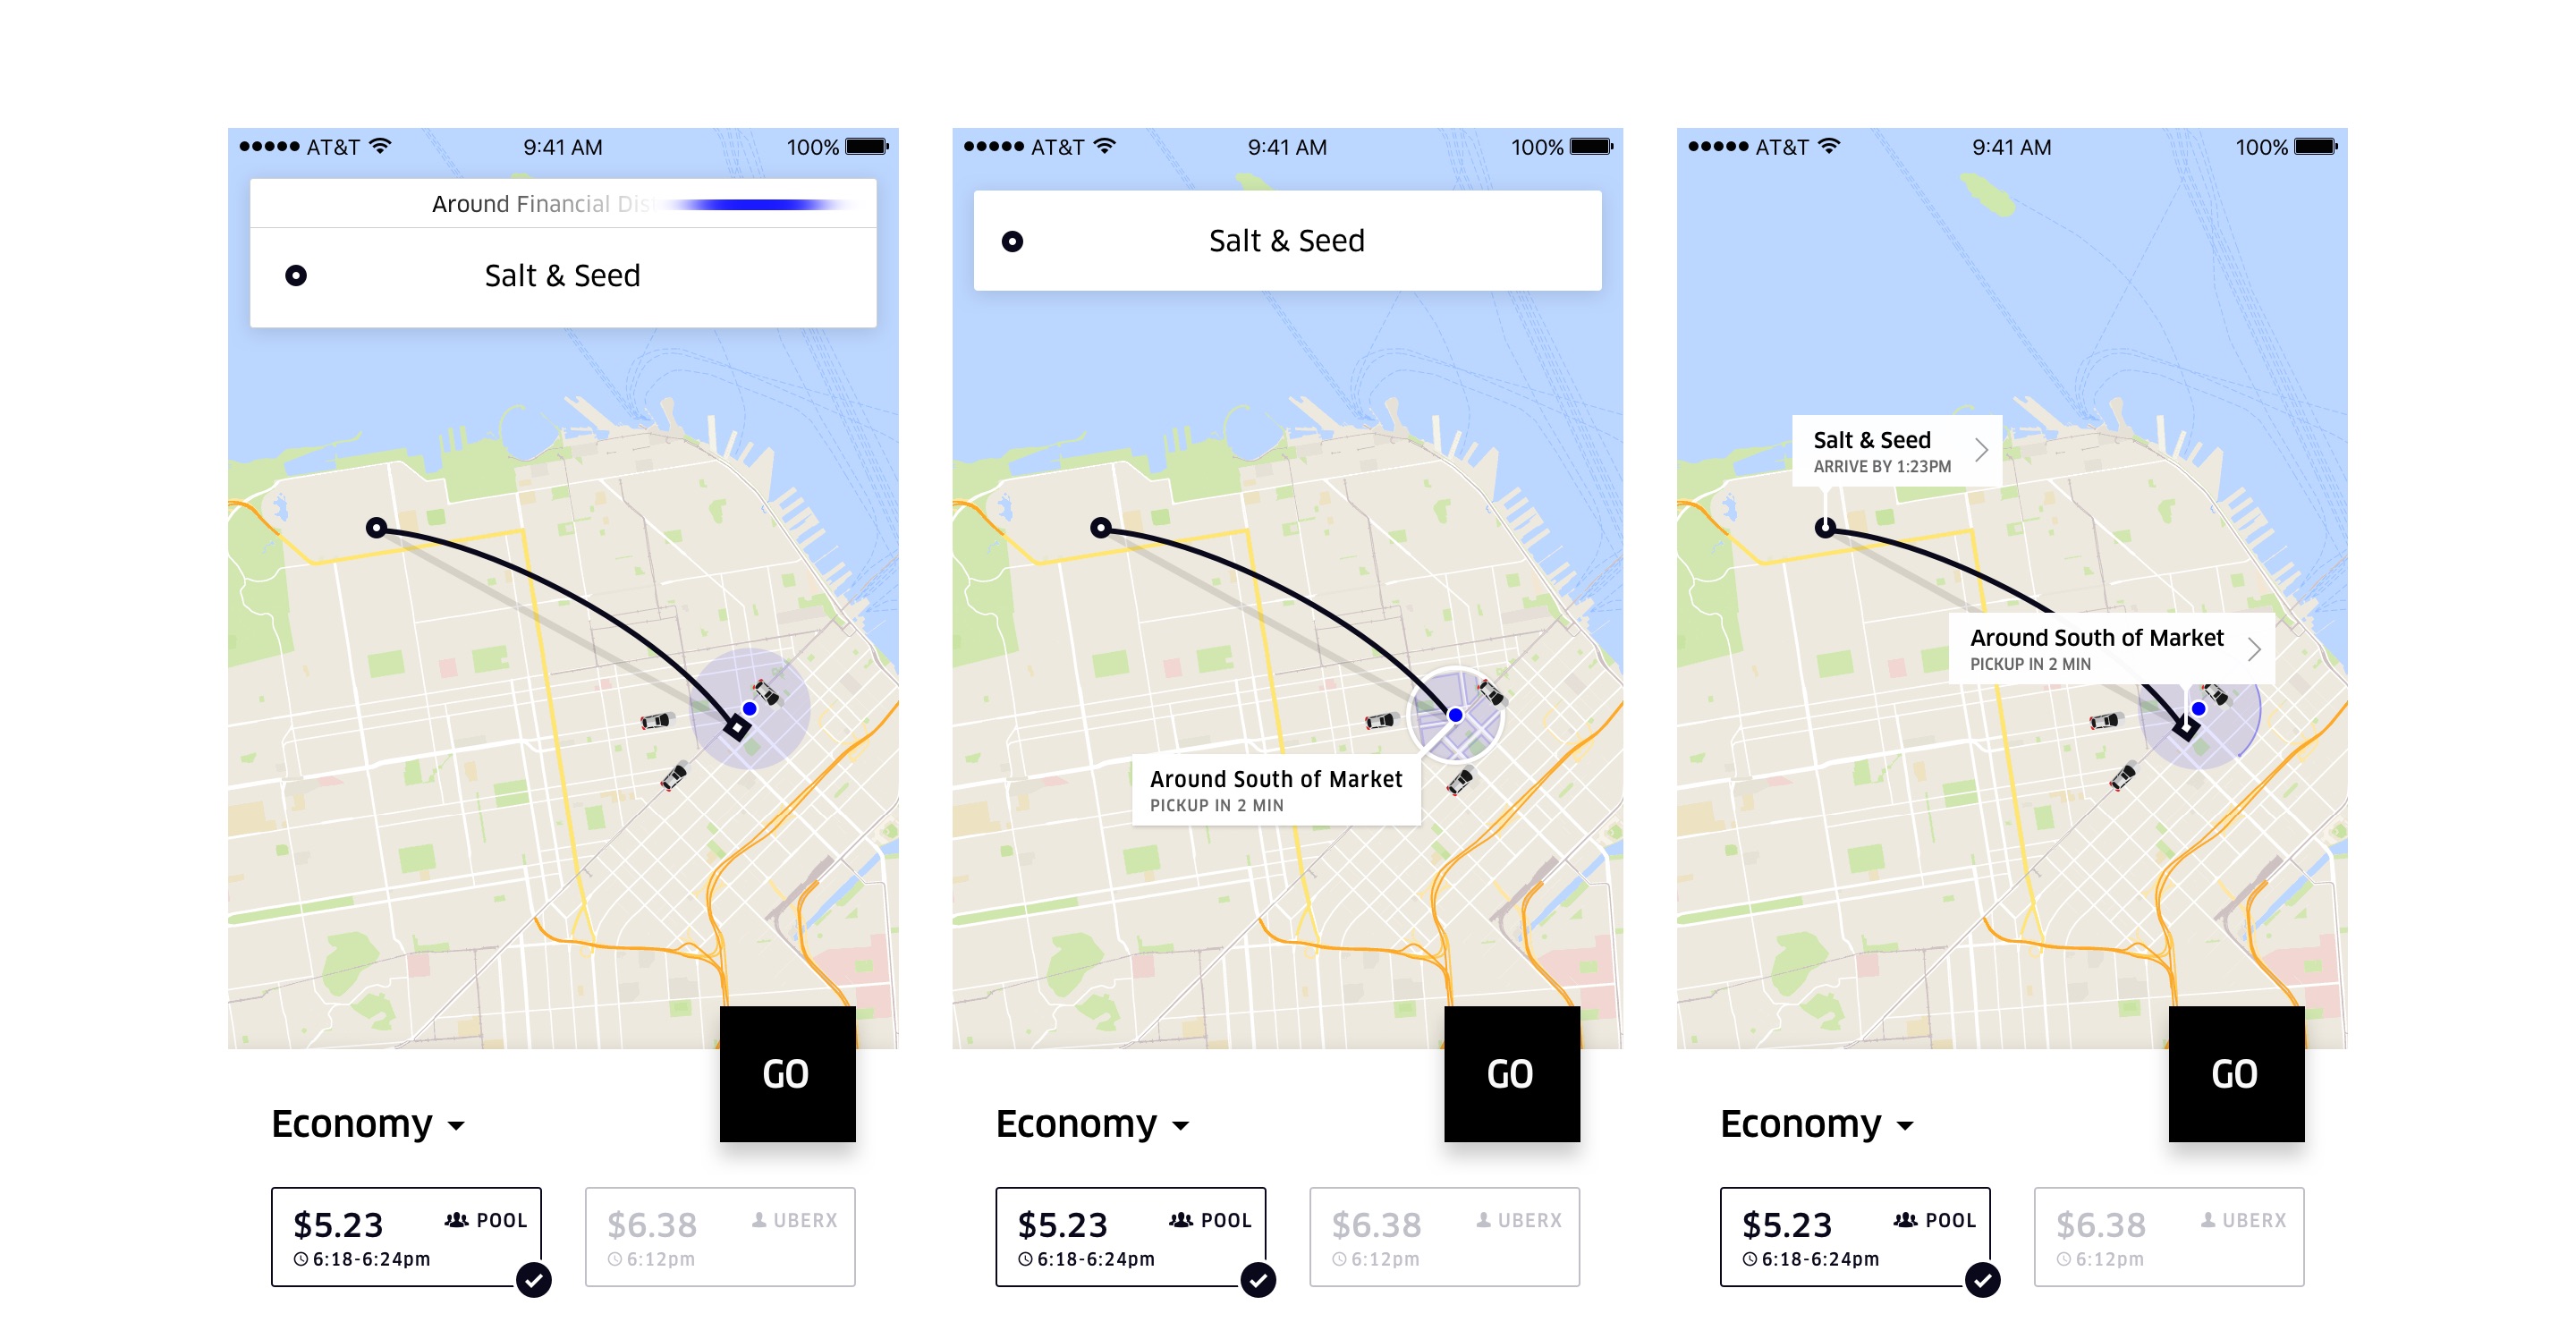 AT&T 9:41 AM 100%
Around Financial Dis
Salt & Seed
GO
Economy
$5.23 POOL
6:18-6:24pm
$6.38 UBERX
6:12pm
AT&T 9:41 AM 100%
Salt & Seed
Around South of Market
PICKUP IN 2 MIN
GO
Economy
$5.23 POOL
6:18-6:24pm
$6.38 UBERX
6:12pm
AT&T 9:41 AM 100%
Salt & Seed
ARRIVE BY 1:23PM
Around South of Market
PICKUP IN 2 MIN
GO
Economy
$5.23 POOL
6:18-6:24pm
$6.38 UBERX
6:12pm